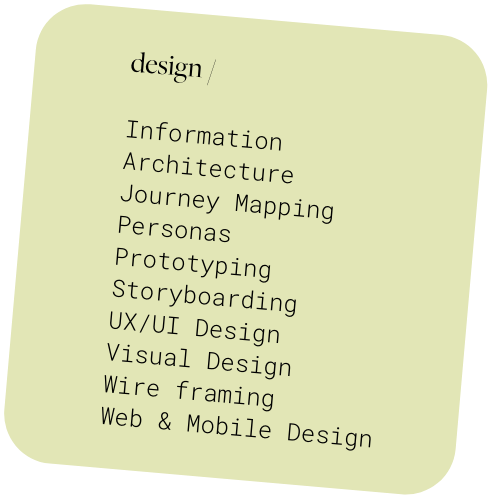 design /
Information
Architecture
Journey Mapping
Personas
Prototyping
Storyboarding
UX/UI Design
Visual Design
Wire framing
Web & Mobile Design